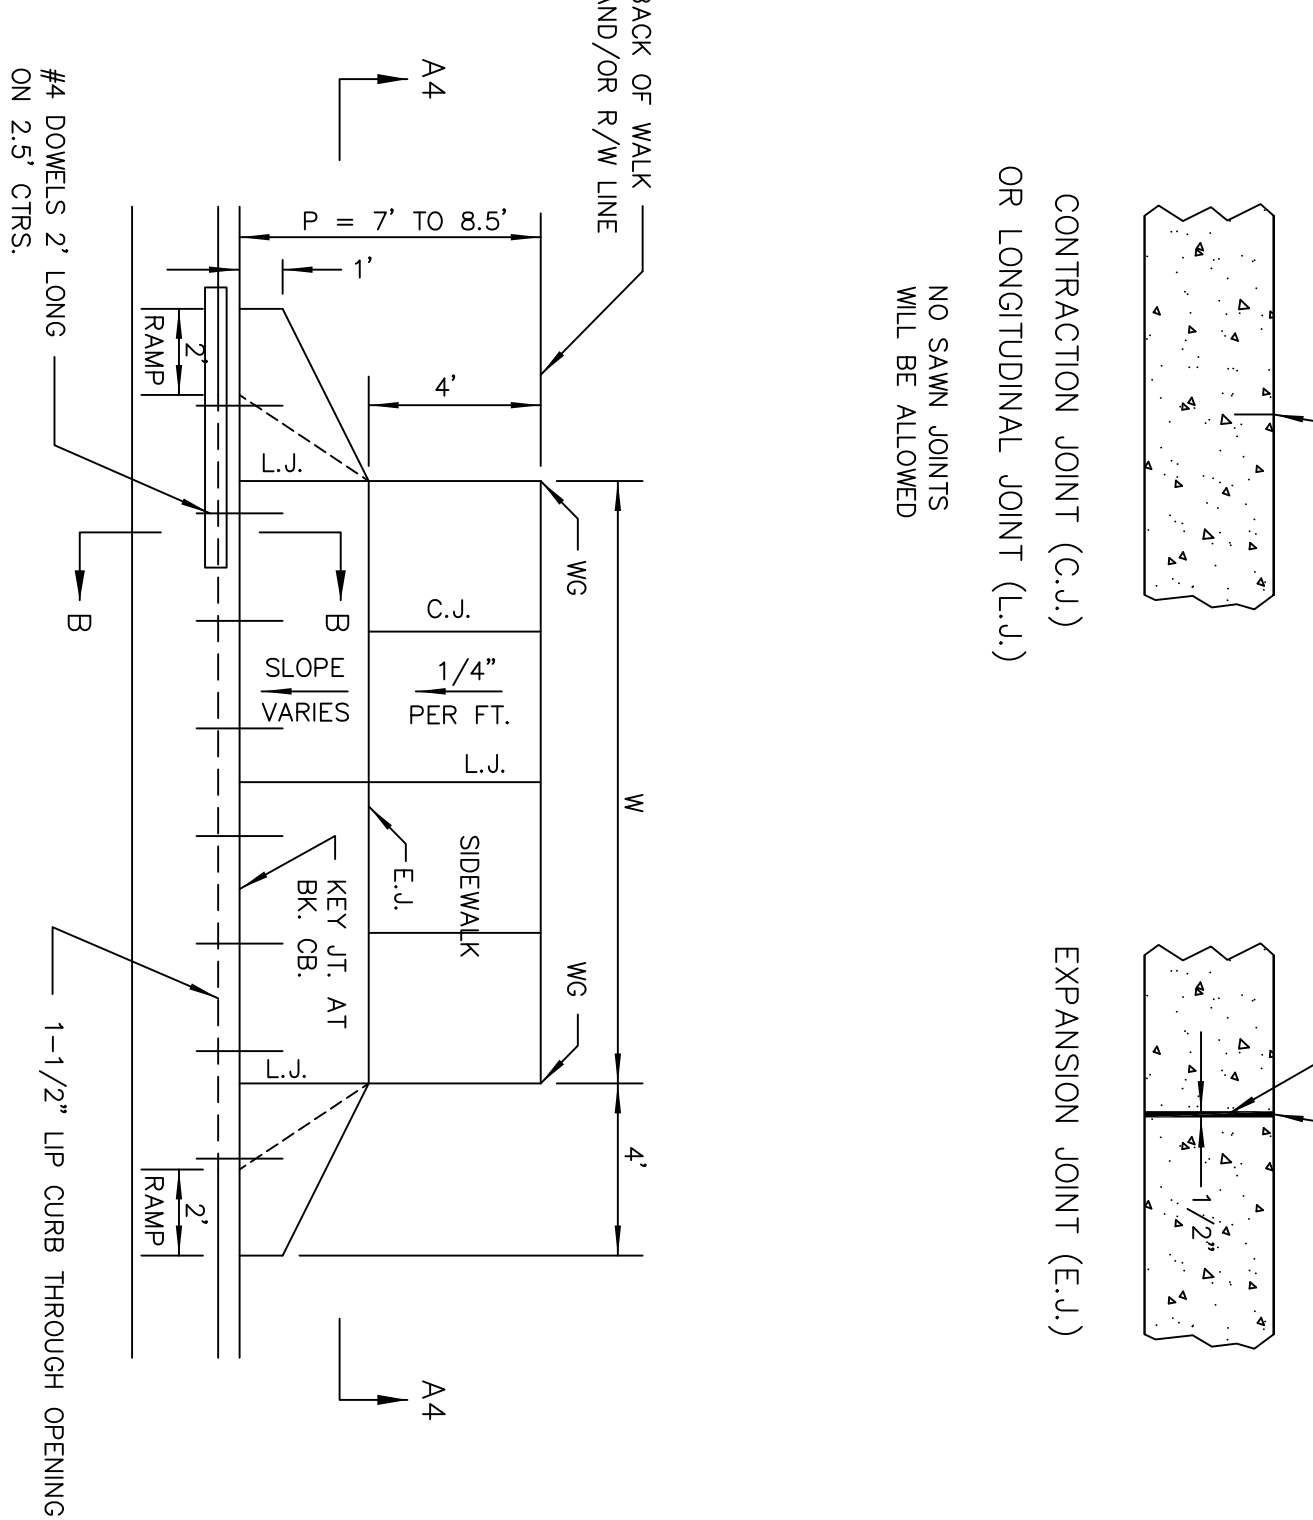 CONTRACTION JOINT (C.J.)
OR LONGITUDINAL JOINT (L.J.)
NO SAWN JOINTS
WILL BE ALLOWED
EXPANSION JOINT (E.J.)
1/2"
BACK OF WALK
AND/OR R/W LINE
A4
P = 7' TO 8.5'
1'
4'
2'
RAMP
#4 DOWELS 2' LONG
ON 2.5' CTRS.
L.J.
WG
B
B
C.J.
1/4"
PER FT.
SLOPE
VARIES
L.J.
W
SIDEWALK
E.J.
KEY JT. AT
BK. CB.
WG
L.J.
4'
2'
RAMP
1-1/2" LIP CURB THROUGH OPENING
A4